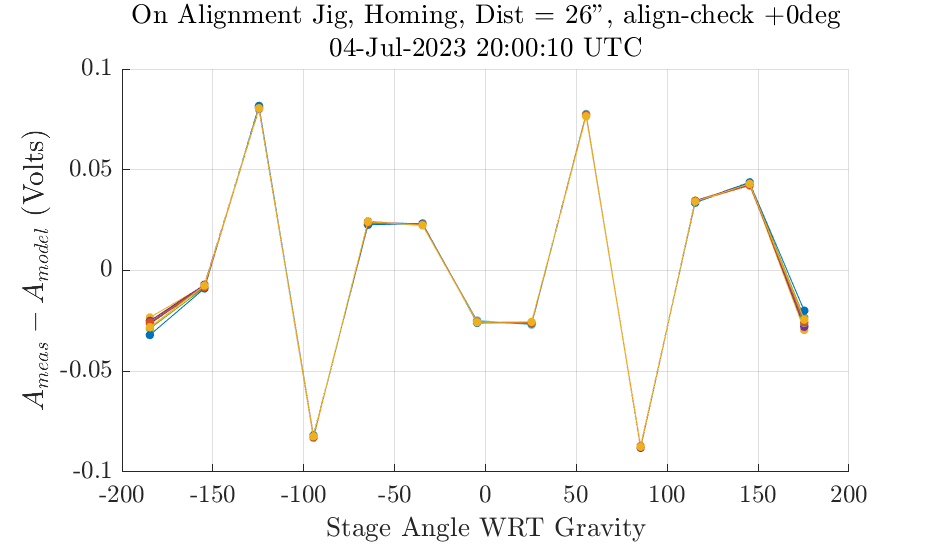 On Alignment Jig, Homing, Dist = 26”, align-check +0deg
04-Jul-2023 20:00:10 UTC
0.1
0.05
0
-0.05
-0.1
A_meas − A_model (Volts)
-200 -150 -100 -50 0 50 100 150 200
Stage Angle WRT Gravity